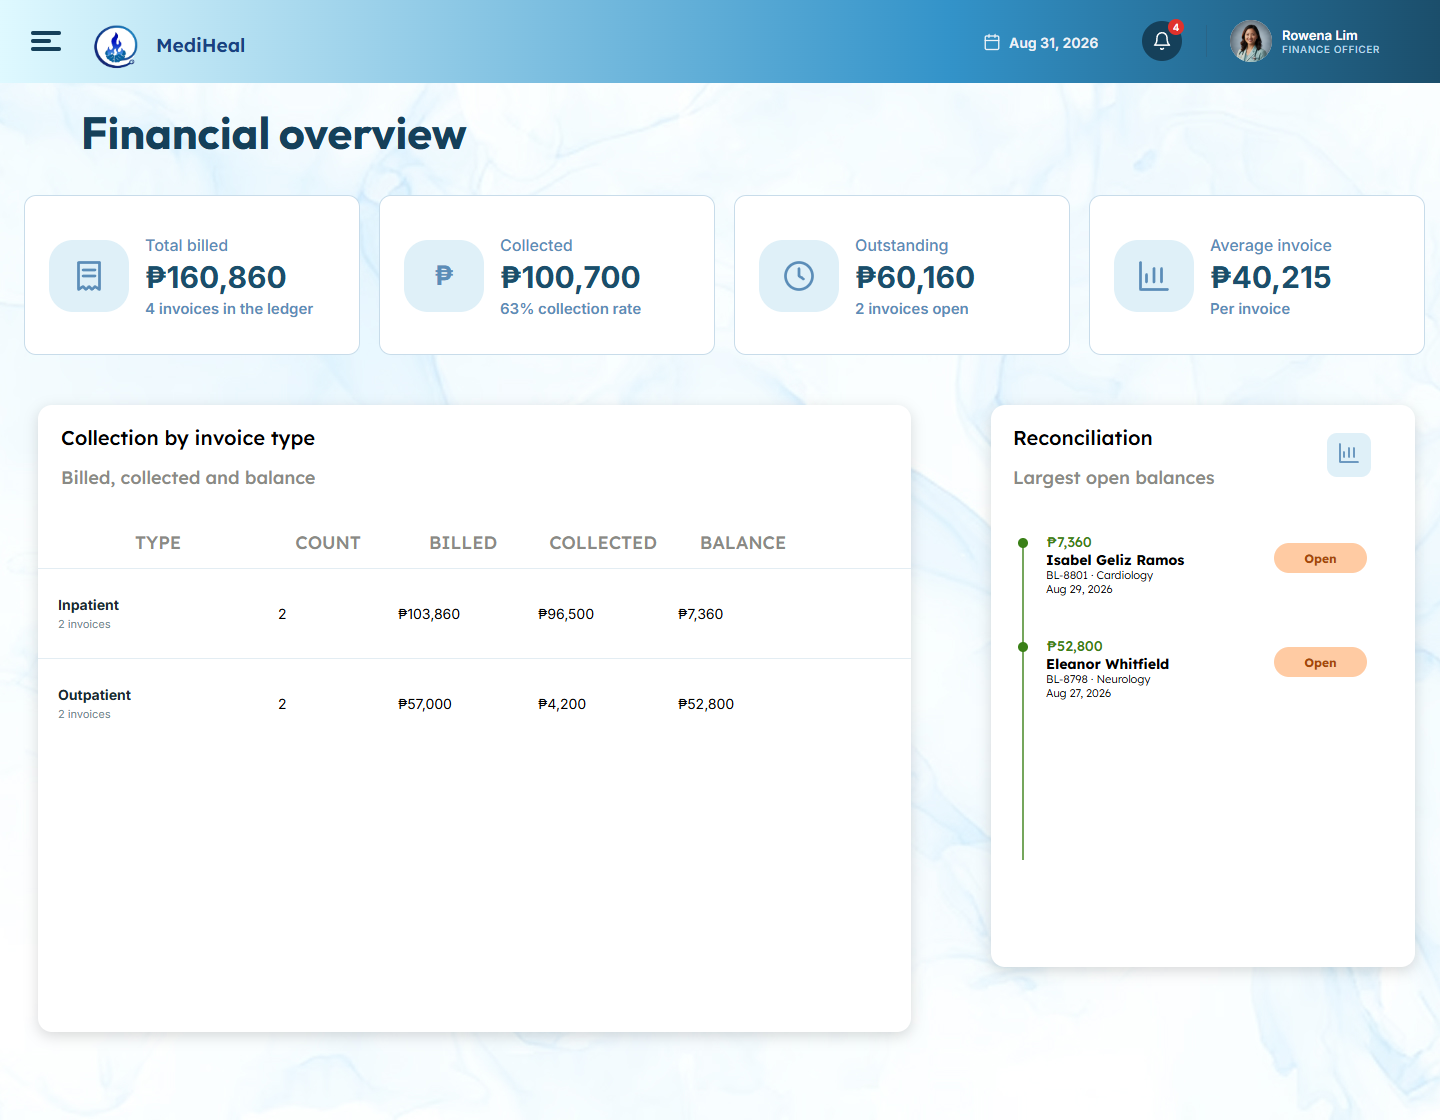 MediHeal
Aug 31, 2026
4
Rowena Lim
FINANCE OFFICER
Financial overview
Total billed
₱160,860
4 invoices in the ledger
₱
Collected
₱100,700
63% collection rate
Outstanding
₱60,160
2 invoices open
Average invoice
₱40,215
Per invoice
Collection by invoice type
Billed, collected and balance
TYPE COUNT BILLED COLLECTED BALANCE
Inpatient
2 invoices
2 ₱103,860 ₱96,500 ₱7,360
Outpatient
2 invoices
2 ₱57,000 ₱4,200 ₱52,800
Reconciliation
Largest open balances
₱7,360
Isabel Geliz Ramos
BL-8801 · Cardiology
Aug 29, 2026
Open
₱52,800
Eleanor Whitfield
BL-8798 · Neurology
Aug 27, 2026
Open